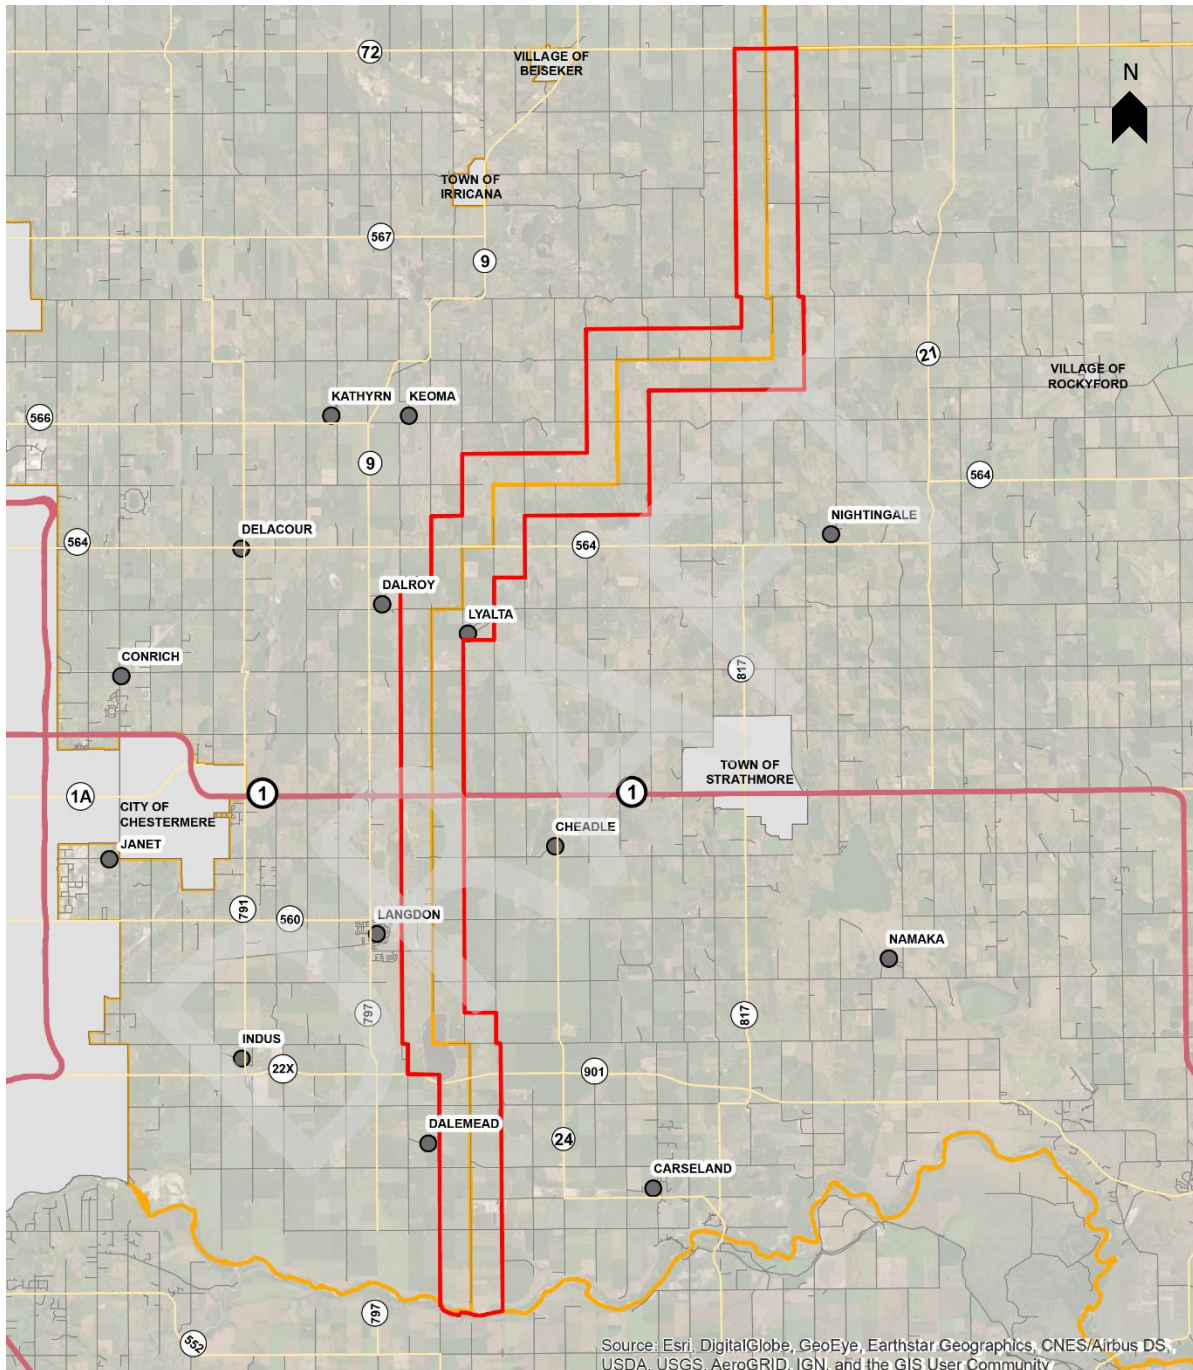 72
VILLAGE OF
BEISEKER
N
TOWN OF
IRRICANA
567
9
21
VILLAGE OF
ROCKYFORD
KATHYRN
KEOMA
566
9
564
NIGHTINGALE
DELACOUR
564
564
DALROY
LYALTA
CONRICH
817
TOWN OF
STRATHMORE
1A
1
1
CITY OF
CHESTERMERE
CHEADLE
JANET
791
560
LANGDON
NAMAKA
797
817
INDUS
22X
901
DALEMEAD
24
CARSELAND
797
552
DRAFT
Source: Esri, DigitalGlobe, GeoEye, Earthstar Geographics, CNES/Airbus DS,
USDA, USGS, AeroGRID, IGN, and the GIS User Community